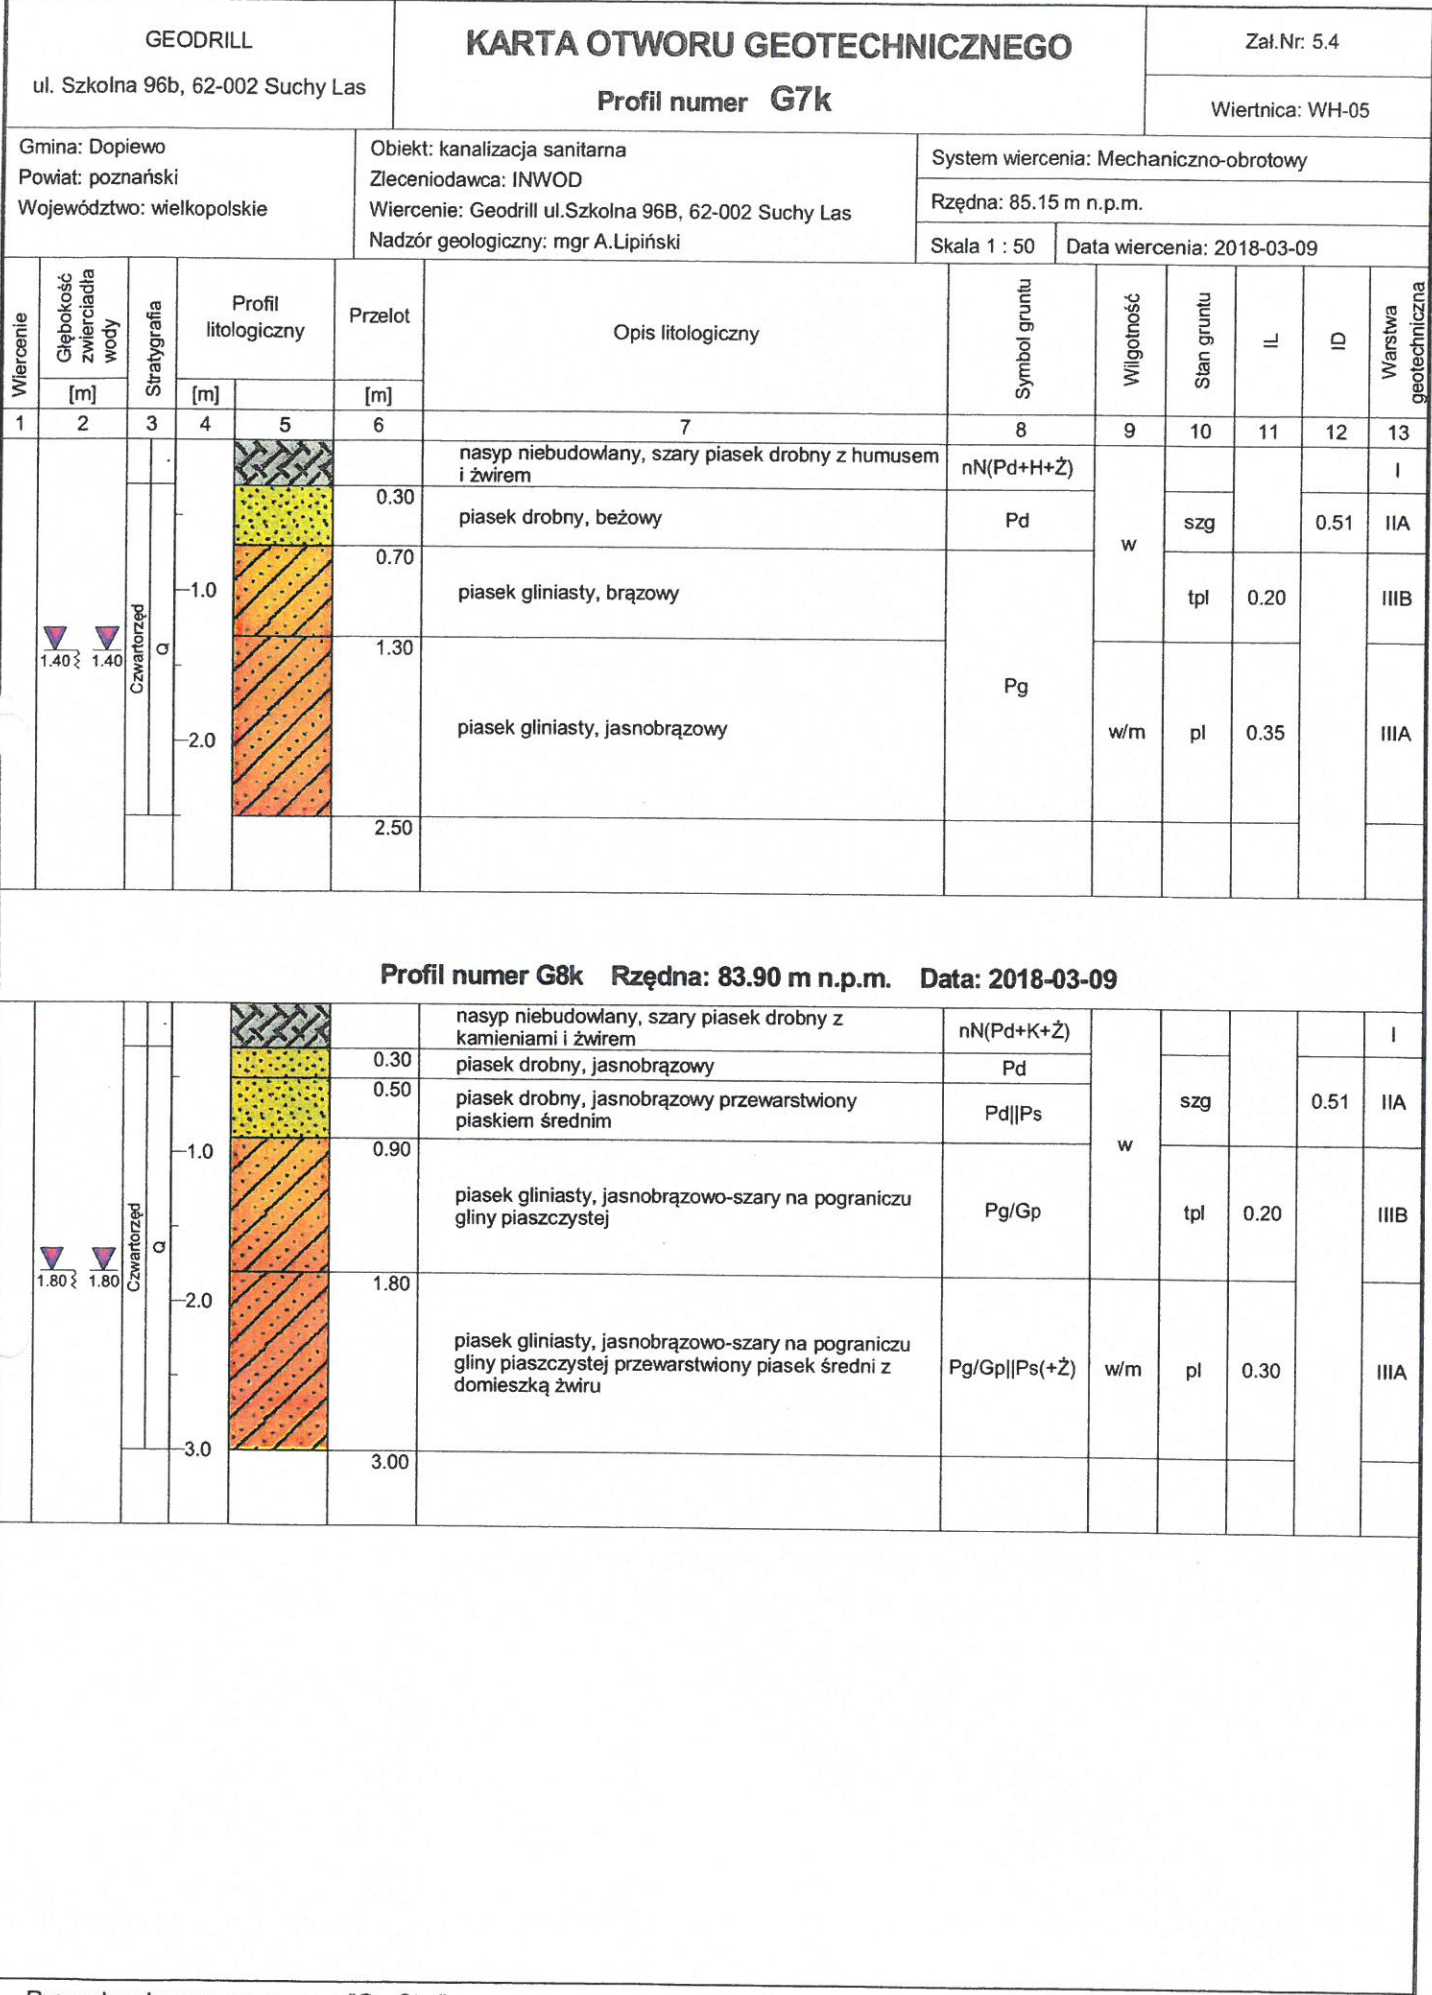 GEODRILL
ul. Szkolna 96b, 62-002 Suchy Las
KARTA OTWORU GEOTECHNICZNEGO
Profil numer G7k
Zał.Nr: 5.4
Wiertnica: WH-05
Gmina: Dopiewo
Powiat: poznański
Województwo: wielkopolskie
Obiekt: kanalizacja sanitarna
Zleceniodawca: INWOD
Wiercenie: Geodrill ul.Szkolna 96B, 62-002 Suchy Las
Nadzór geologiczny: mgr A.Lipiński
System wiercenia: Mechaniczno-obrotowy
Rzędna: 85.15 m n.p.m.
Skala 1 : 50 Data wiercenia: 2018-03-09
Wiercenie
Głębokość
zwierciadła
wody
[m]
Stratygrafia
Profil
litologiczny
[m]
Przelot
[m]
Opis litologiczny
Symbol gruntu
Wilgotność
Stan gruntu
IL
ID
Warstwa
geotechniczna
1 2 3 4 5 6 7 8 9 10 11 12 13
nasyp niebudowlany, szary piasek drobny z humusem
i żwirem
nN(Pd+H+Ż)
I
0.30
piasek drobny, beżowy
Pd
szg
0.51
IIA
w
0.70
1.0
piasek gliniasty, brązowy
tpl
0.20
IIIB
1.30
1.40 1.40
Czwartorzęd
Q
Pg
2.0
piasek gliniasty, jasnobrązowy
w/m
pl
0.35
IIIA
2.50
Profil numer G8k Rzędna: 83.90 m n.p.m. Data: 2018-03-09
nasyp niebudowlany, szary piasek drobny z
kamieniami i żwirem
nN(Pd+K+Ż)
I
0.30
piasek drobny, jasnobrązowy
Pd
0.50
piasek drobny, jasnobrązowy przewarstwiony
piaskiem średnim
Pd||Ps
szg
0.51
IIA
0.90
1.0
w
piasek gliniasty, jasnobrązowo-szary na pograniczu
gliny piaszczystej
Pg/Gp
tpl
0.20
IIIB
Czwartorzęd
Q
1.80 1.80
1.80
2.0
piasek gliniasty, jasnobrązowo-szary na pograniczu
gliny piaszczystej przewarstwiony piasek średni z
domieszką żwiru
Pg/Gp||Ps(+Ż)
w/m
pl
0.30
IIIA
3.0
3.00